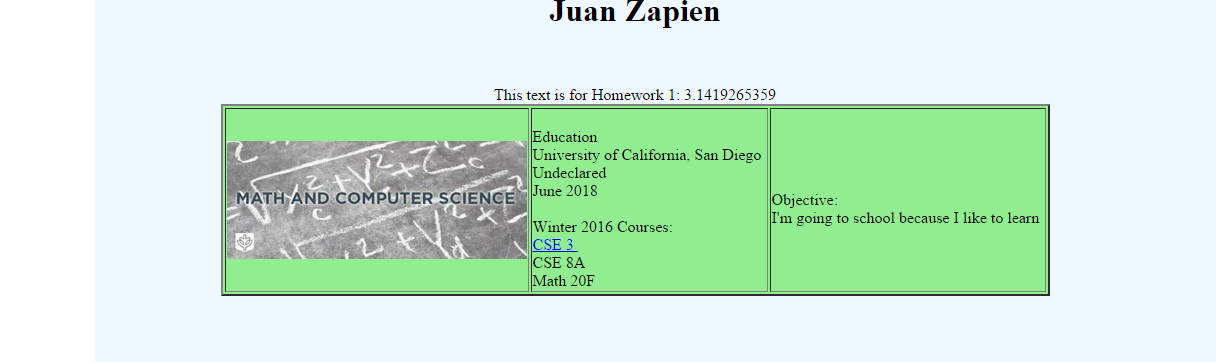 Juan Zapien
This text is for Homework 1: 3.1419265359
MATH AND COMPUTER SCIENCE
Education
University of California, San Diego
Undeclared
June 2018
Winter 2016 Courses:
CSE 3
CSE 8A
Math 20F
Objective:
I'm going to school because I like to learn